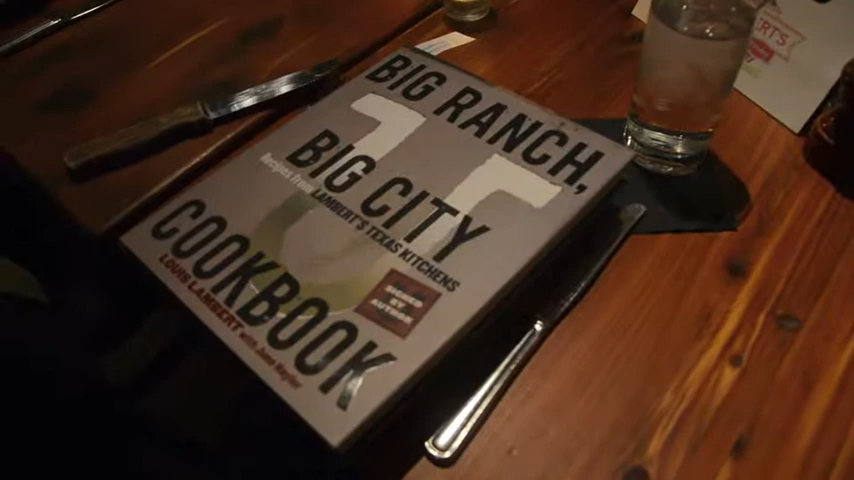 BIG RANCH,
BIG CITY
Recipes from LAMBERT'S TEXAS KITCHENS
COOKBOOK
SIGNED
BY
AUTHOR
LOUIS LAMBERT with June Naylor